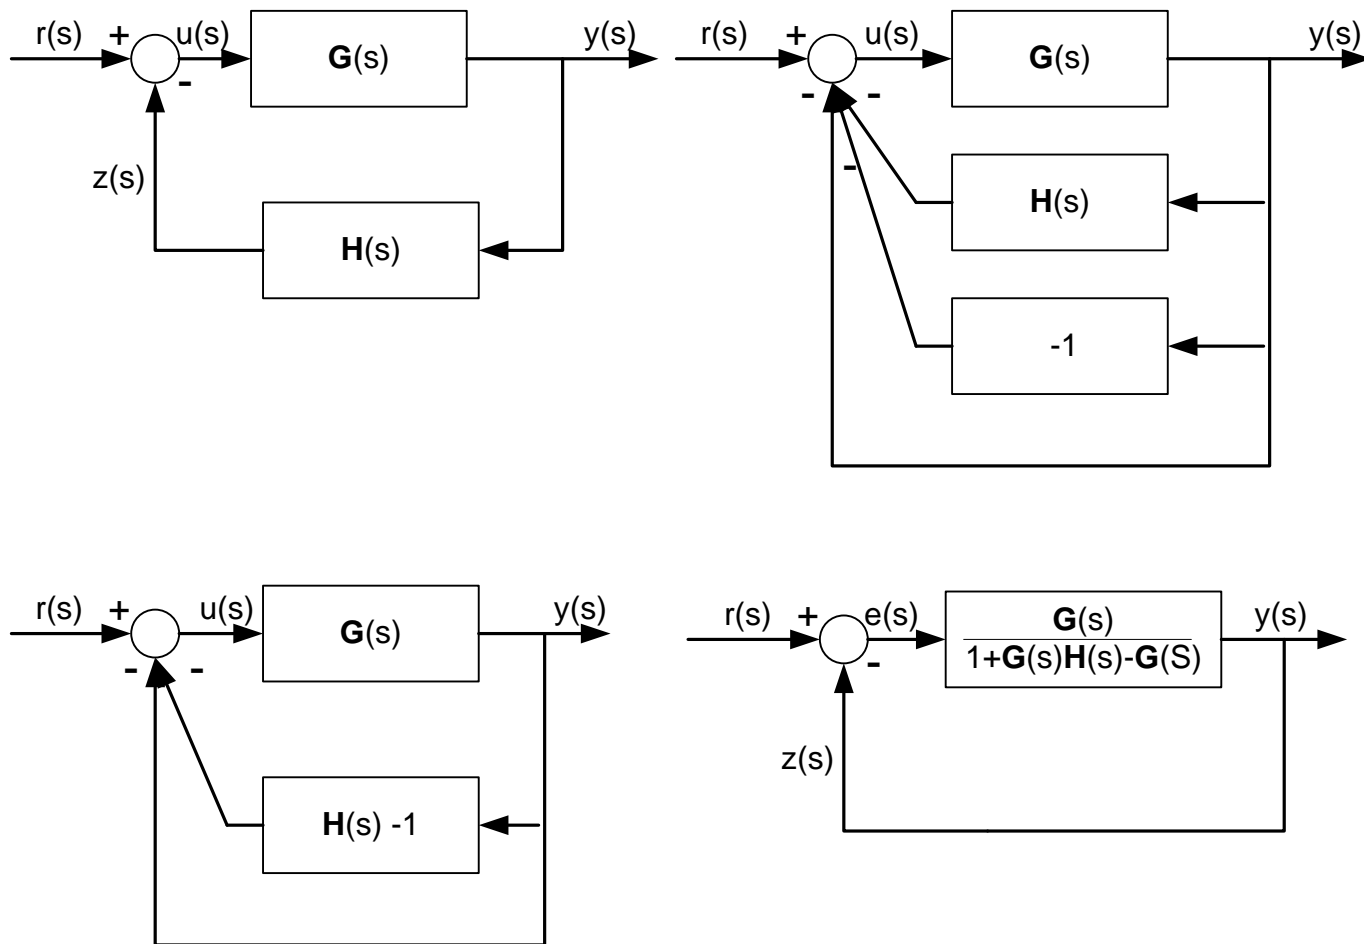 r(s) + u(s) G(s) y(s)
-
z(s)
H(s)
r(s) + u(s) G(s) y(s)
- -
-
H(s)
-1
r(s) + u(s) G(s) y(s)
- -
H(s) -1
r(s) + e(s) G(s) y(s)
1+G(s)H(s)-G(S)
-
z(s)